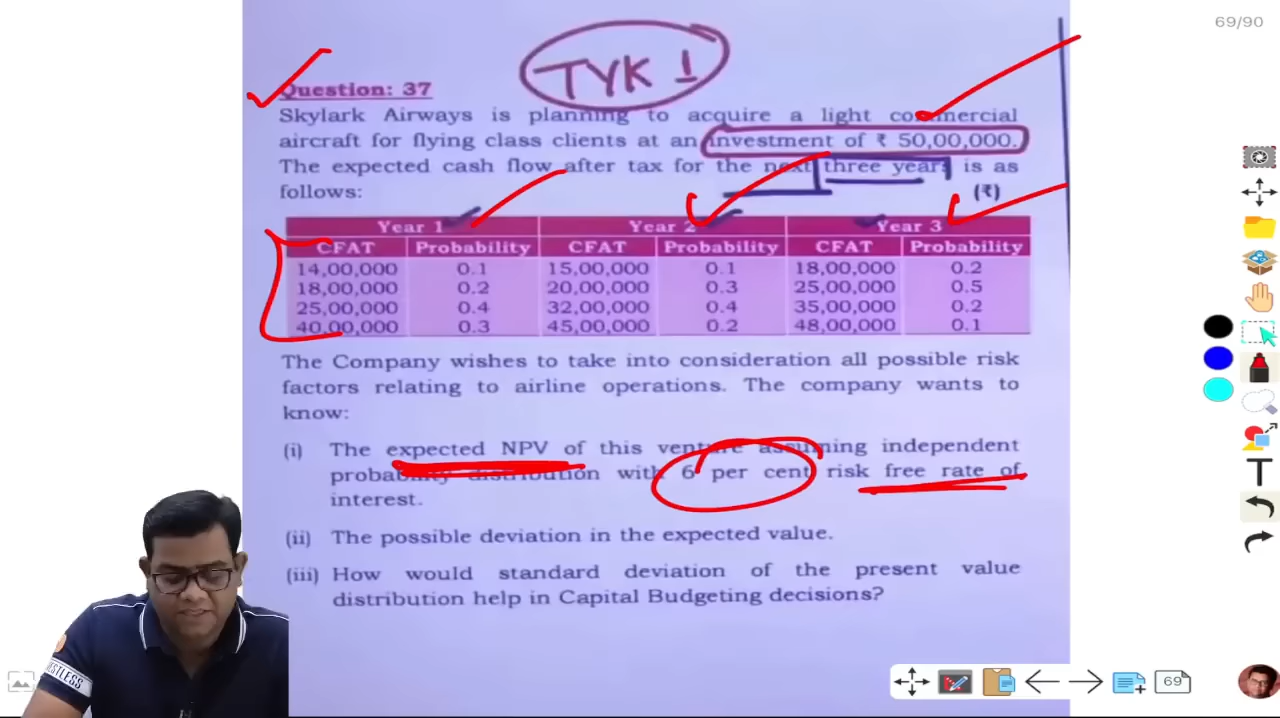 69/90
TYK 1
Question: 37
Skylark Airways is planning to acquire a light commercial
aircraft for flying class clients at an investment of ₹ 50,00,000.
The expected cash flow after tax for the next three years is as
follows: (₹)
Year 1 Year 2 Year 3
CFAT Probability CFAT Probability CFAT Probability
14,00,000 0.1 15,00,000 0.1 18,00,000 0.2
18,00,000 0.2 20,00,000 0.3 25,00,000 0.5
25,00,000 0.4 32,00,000 0.4 35,00,000 0.2
40,00,000 0.3 45,00,000 0.2 48,00,000 0.1
The Company wishes to take into consideration all possible risk
factors relating to airline operations. The company wants to
know:
(i) The expected NPV of this venture assuming independent
probability distribution with 6 per cent risk free rate of
interest.
(ii) The possible deviation in the expected value.
(iii) How would standard deviation of the present value
distribution help in Capital Budgeting decisions?
T
69